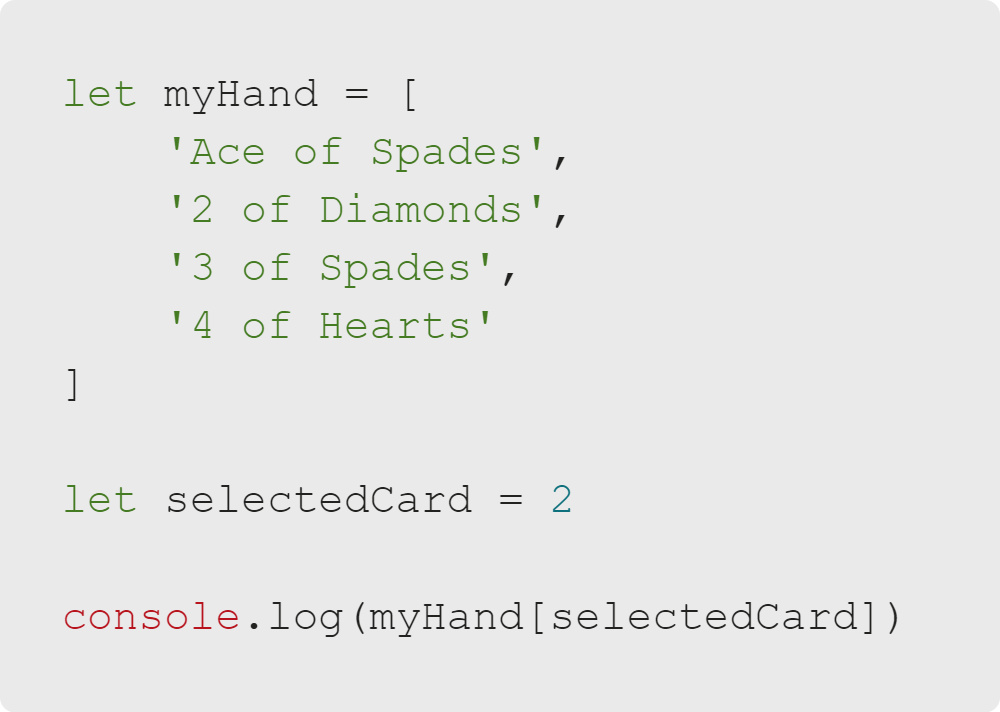 let myHand = [
    'Ace of Spades',
    '2 of Diamonds',
    '3 of Spades',
    '4 of Hearts'
]
let selectedCard = 2
console.log(myHand[selectedCard])